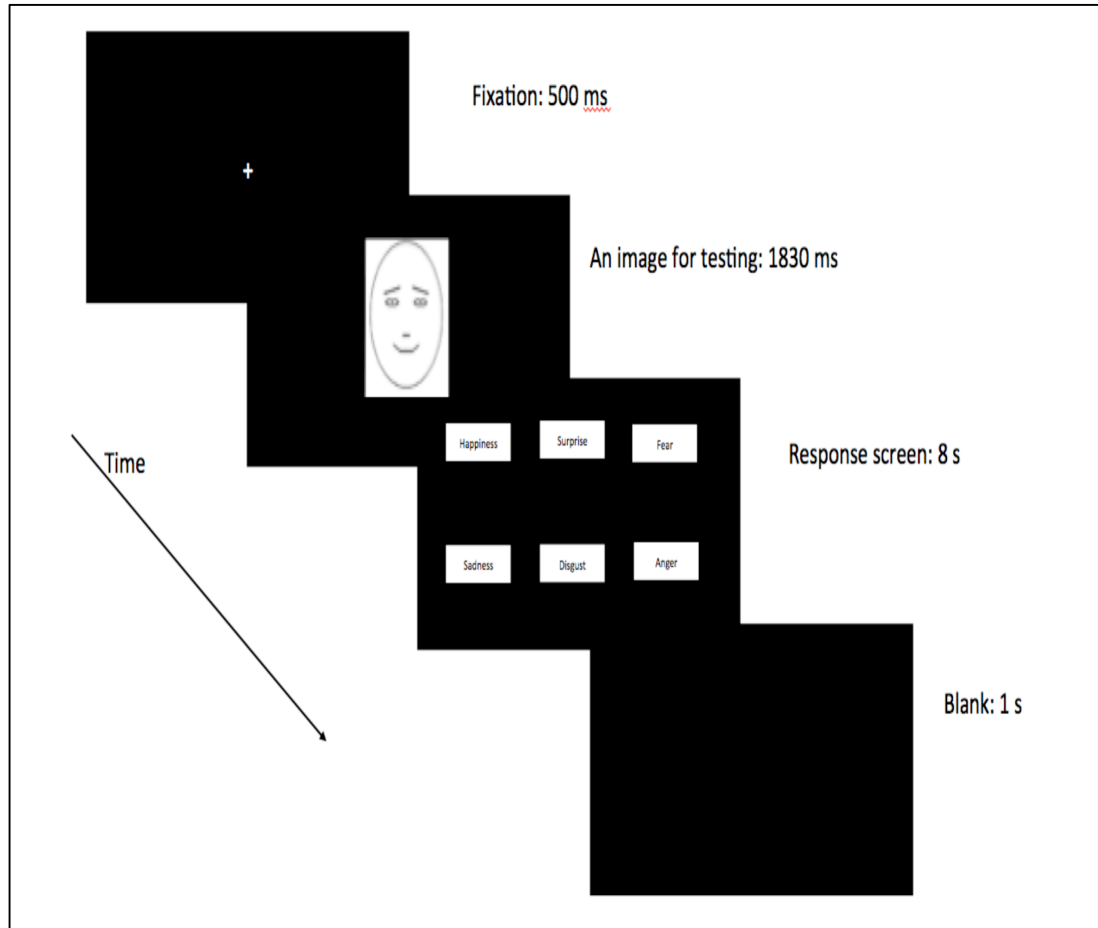 Fixation: 500 ms
+
An image for testing: 1830 ms
Happiness Surprise Fear
Response screen: 8 s
Time
Sadness Disgust Anger
Blank: 1 s